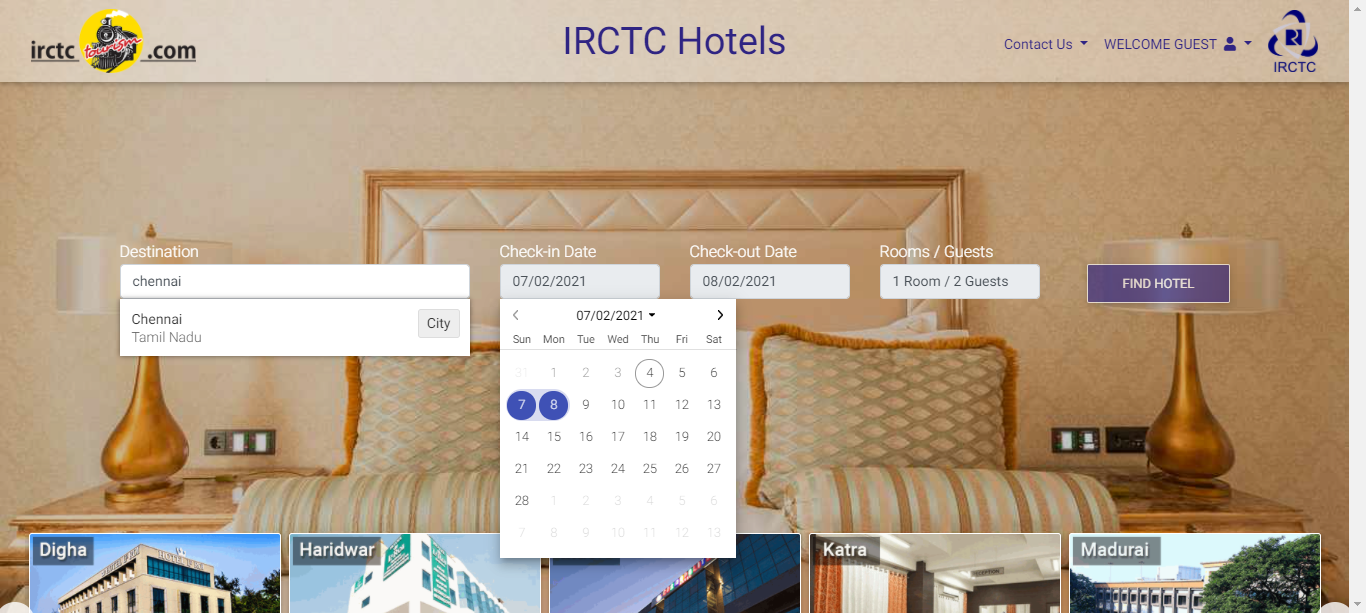 irctc tourism .com
IRCTC Hotels
Contact Us
WELCOME GUEST
IRCTC
Destination
Check-in Date
Check-out Date
Rooms / Guests
chennai
07/02/2021
08/02/2021
1 Room / 2 Guests
FIND HOTEL
Chennai
Tamil Nadu
City
07/02/2021
Sun Mon Tue Wed Thu Fri Sat
31 1 2 3 4 5 6
7 8 9 10 11 12 13
14 15 16 17 18 19 20
21 22 23 24 25 26 27
28 1 2 3 4 5 6
7 8 9 10 11 12 13
Digha
Haridwar
Katra
Madurai
RECEPTION